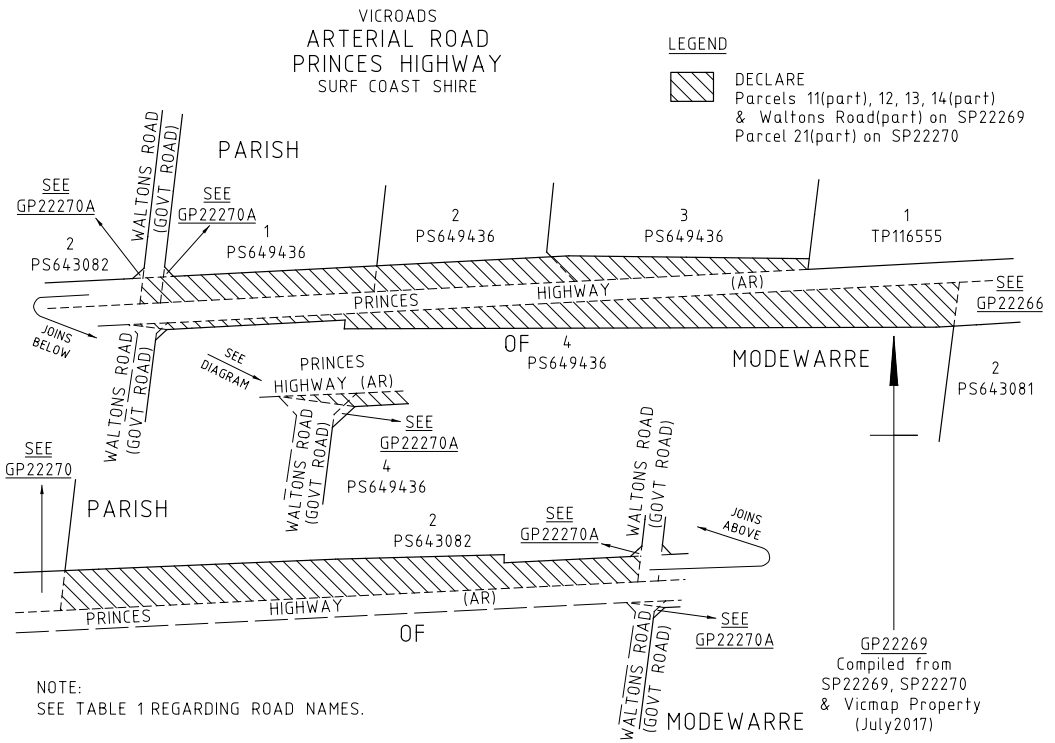 VICROADS
ARTERIAL ROAD
PRINCES HIGHWAY
SURF COAST SHIRE
LEGEND
DECLARE
Parcels 11(part), 12, 13, 14(part)
& Waltons Road(part) on SP22269
Parcel 21(part) on SP22270
WALTONS ROAD
(GOVT ROAD)
PARISH
SEE
GP22270A
SEE
GP22270A
2
PS643082
1
PS649436
2
PS649436
3
PS649436
1
TP116555
PRINCES
HIGHWAY
(AR)
SEE
GP22266
JOINS
BELOW
WALTONS ROAD
(GOVT ROAD)
OF
4
PS649436
MODEWARRE
2
PS643081
SEE
DIAGRAM
PRINCES
HIGHWAY (AR)
SEE
GP22270A
4
PS649436
WALTONS ROAD
(GOVT ROAD)
SEE
GP22270
PARISH
2
PS643082
SEE
GP22270A
WALTONS ROAD
(GOVT ROAD)
JOINS
ABOVE
PRINCES
HIGHWAY
(AR)
OF
SEE
GP22270A
WALTONS ROAD
(GOVT ROAD)
MODEWARRE
GP22269
Compiled from
SP22269, SP22270
& Vicmap Property
(July2017)
NOTE:
SEE TABLE 1 REGARDING ROAD NAMES.